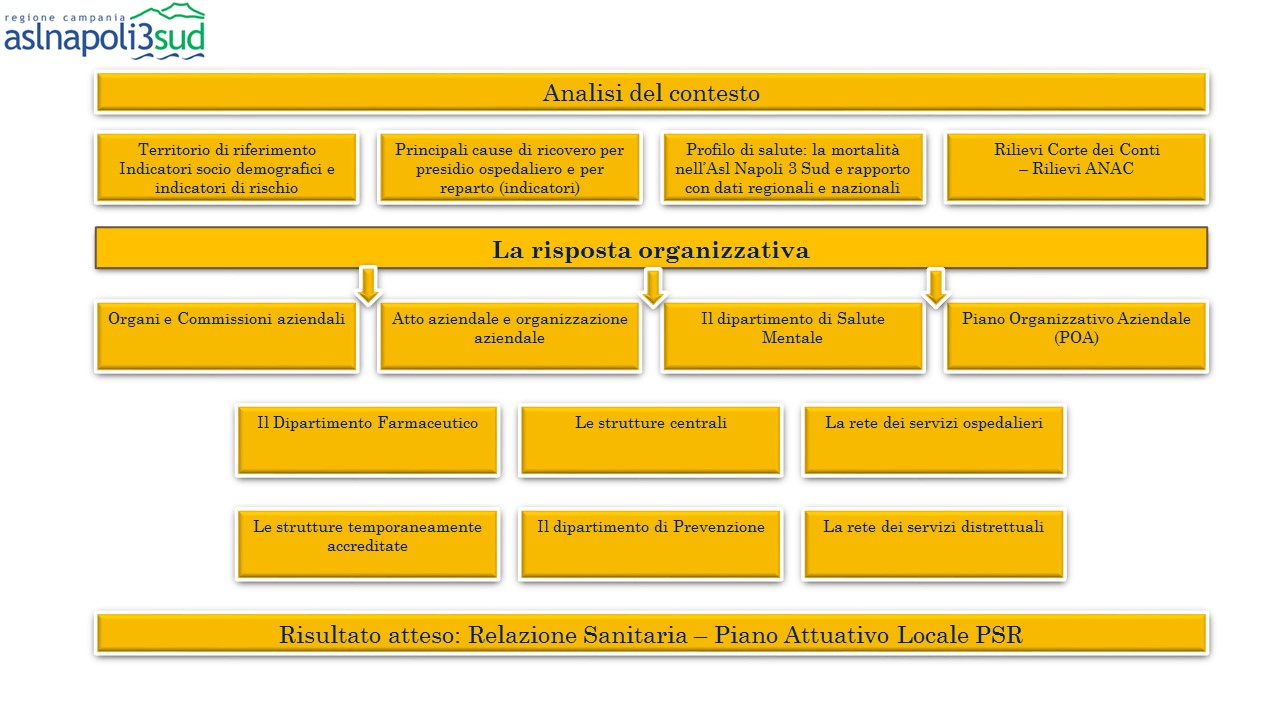 regione campania
aslnapoli3sud
Analisi del contesto
Territorio di riferimento
Indicatori socio demografici e
indicatori di rischio
Principali cause di ricovero per
presidio ospedaliero e per
reparto (indicatori)
Profilo di salute: la mortalità
nell'Asl Napoli 3 Sud e rapporto
con dati regionali e nazionali
Rilievi Corte dei Conti
– Rilievi ANAC
La risposta organizzativa
Organi e Commissioni aziendali
Atto aziendale e organizzazione
aziendale
Il dipartimento di Salute
Mentale
Piano Organizzativo Aziendale
(POA)
Il Dipartimento Farmaceutico
Le strutture centrali
La rete dei servizi ospedalieri
Le strutture temporaneamente
accreditate
Il dipartimento di Prevenzione
La rete dei servizi distrettuali
Risultato atteso: Relazione Sanitaria – Piano Attuativo Locale PSR